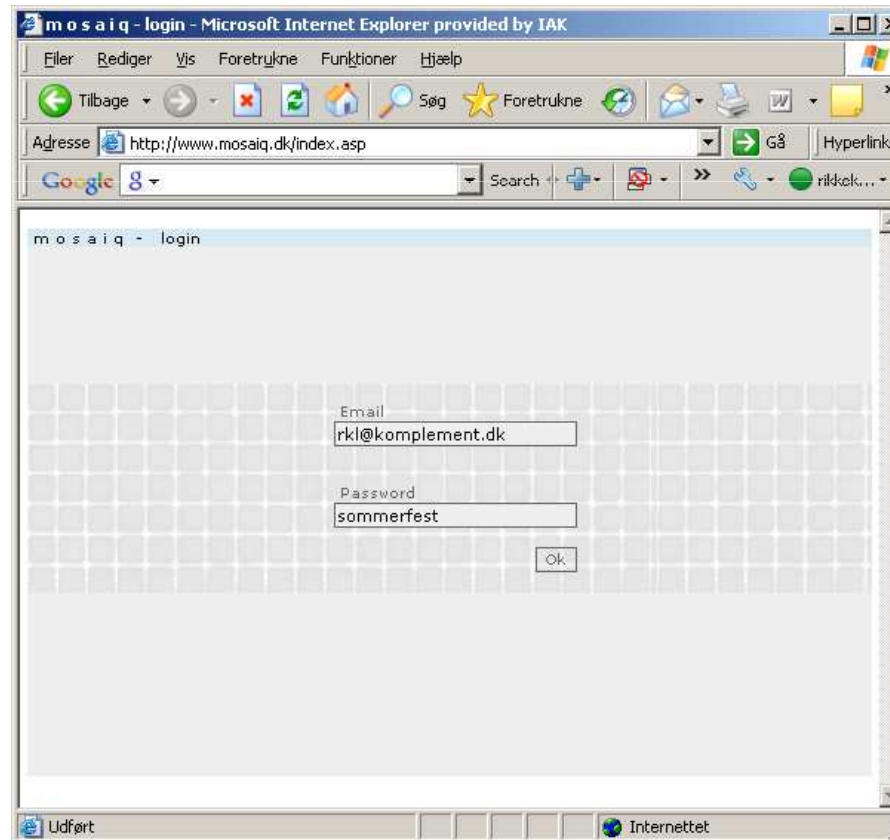 m o s a i q - login - Microsoft Internet Explorer provided by IAK
Filer Rediger Vis Foretrukne Funktioner Hjælp
Tilbage Søg Foretrukne
Adresse http://www.mosaiq.dk/index.asp Gå Hyperlink
Google Search rikkek...
m o s a i q - login
Email
rkl@komplement.dk
Password
sommerfest
Ok
Udført Internettet